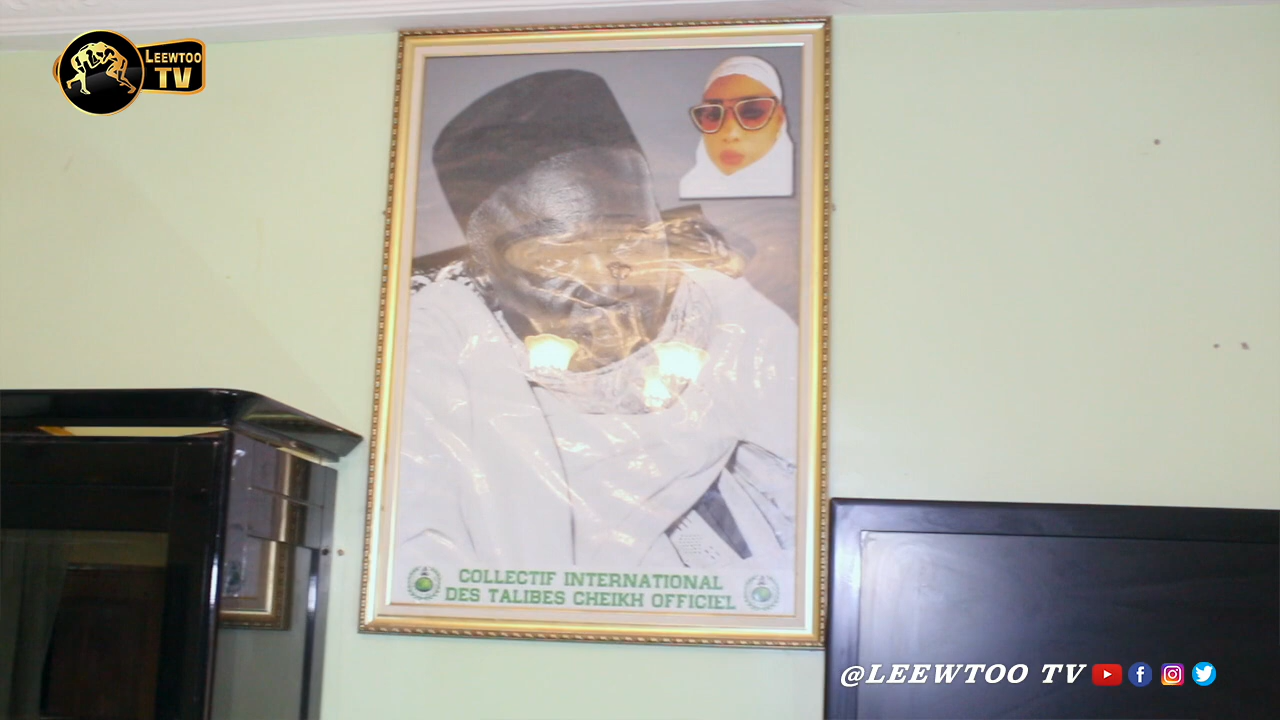 LEEWTOO
TV
COLLECTIF INTERNATIONAL
DES TALIBES CHEIKH OFFICIEL
@LEEWTOO TV